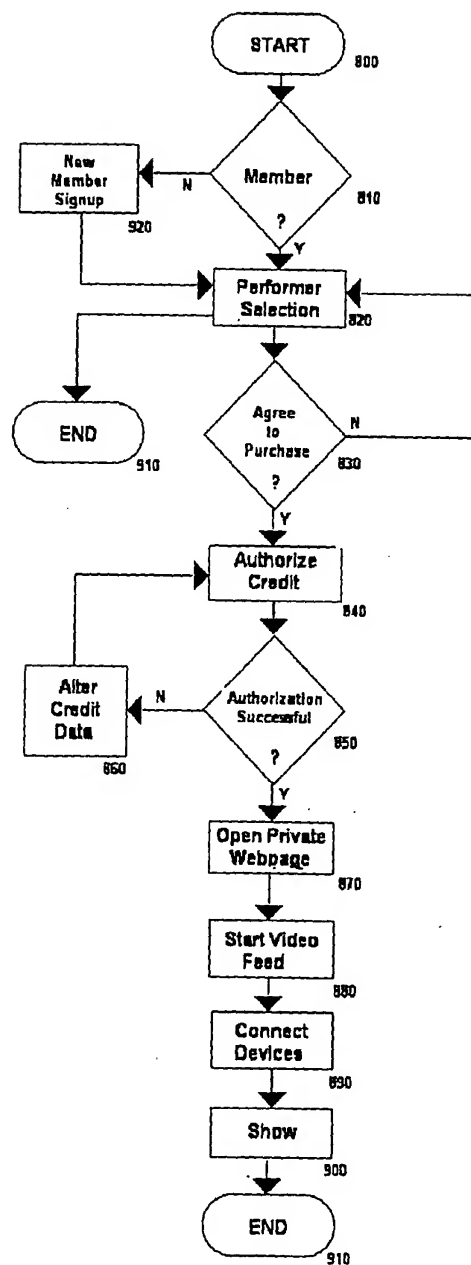 START
800
Member
?
810
N
Y
New
Member
Signup
920
Performer
Selection
820
END
910
Agree
to
Purchase
?
830
N
Y
Authorize
Credit
840
Authorization
Successful
?
850
N
Y
Alter
Credit
Data
860
Open Private
Webpage
870
Start Video
Feed
880
Connect
Devices
890
Show
900
END
910